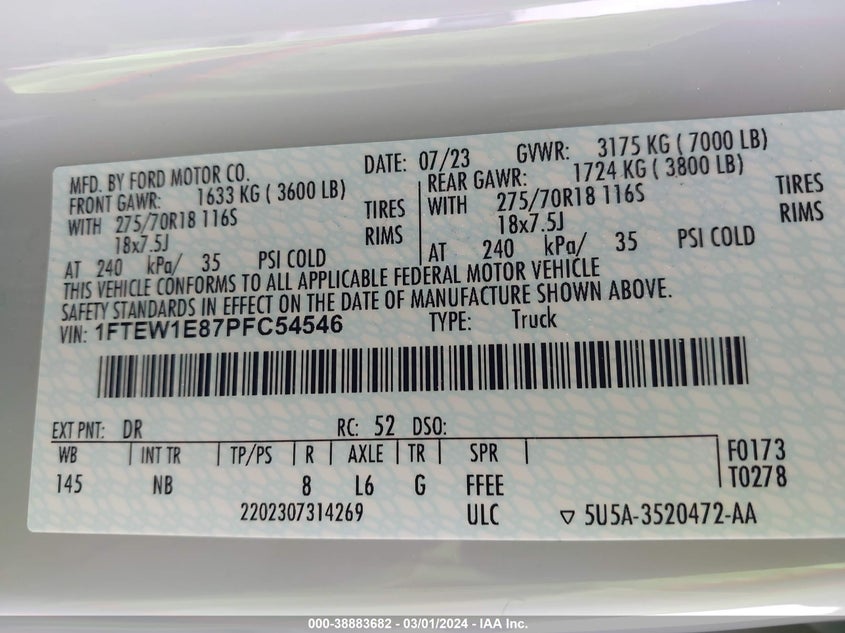 MFD. BY FORD MOTOR CO. DATE: 07/23 GVWR: 3175 KG ( 7000 LB)
FRONT GAWR: 1633 KG ( 3600 LB) REAR GAWR: 1724 KG ( 3800 LB)
WITH 275/70R18 116S TIRES WITH 275/70R18 116S TIRES
18x7.5J RIMS 18x7.5J RIMS
AT 240 kPa/ 35 PSI COLD AT 240 kPa/ 35 PSI COLD
THIS VEHICLE CONFORMS TO ALL APPLICABLE FEDERAL MOTOR VEHICLE
SAFETY STANDARDS IN EFFECT ON THE DATE OF MANUFACTURE SHOWN ABOVE.
VIN: 1FTEW1E87PFC54546 TYPE: Truck
EXT PNT: DR RC: 52 DSO:
WB INT TR TP/PS R AXLE TR SPR F0173
145 NB 8 L6 G FFEE T0278
2202307314269 ULC ▽ 5U5A-3520472-AA
000-38883682 - 03/01/2024 - IAA Inc.